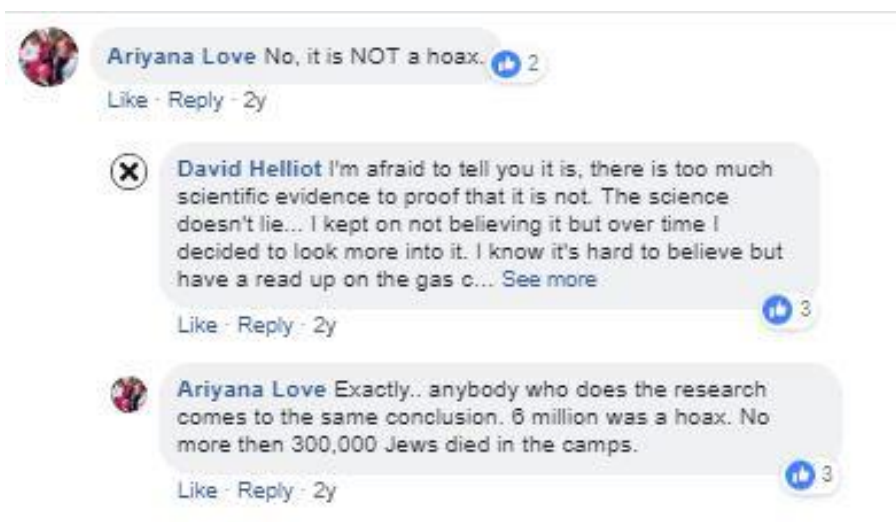 Ariyana Love No, it is NOT a hoax. 2
Like · Reply · 2y
David Helliot I'm afraid to tell you it is, there is too much
scientific evidence to proof that it is not. The science
doesn't lie... I kept on not believing it but over time I
decided to look more into it. I know it's hard to believe but
have a read up on the gas c... See more
3
Like · Reply · 2y
Ariyana Love Exactly.. anybody who does the research
comes to the same conclusion. 6 million was a hoax. No
more then 300,000 Jews died in the camps.
3
Like · Reply · 2y